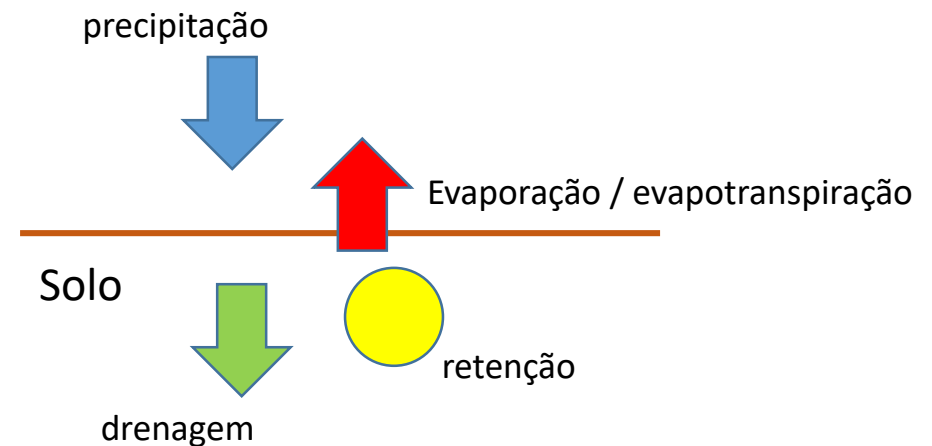 precipitação
Evaporação / evapotranspiração
Solo
retenção
drenagem